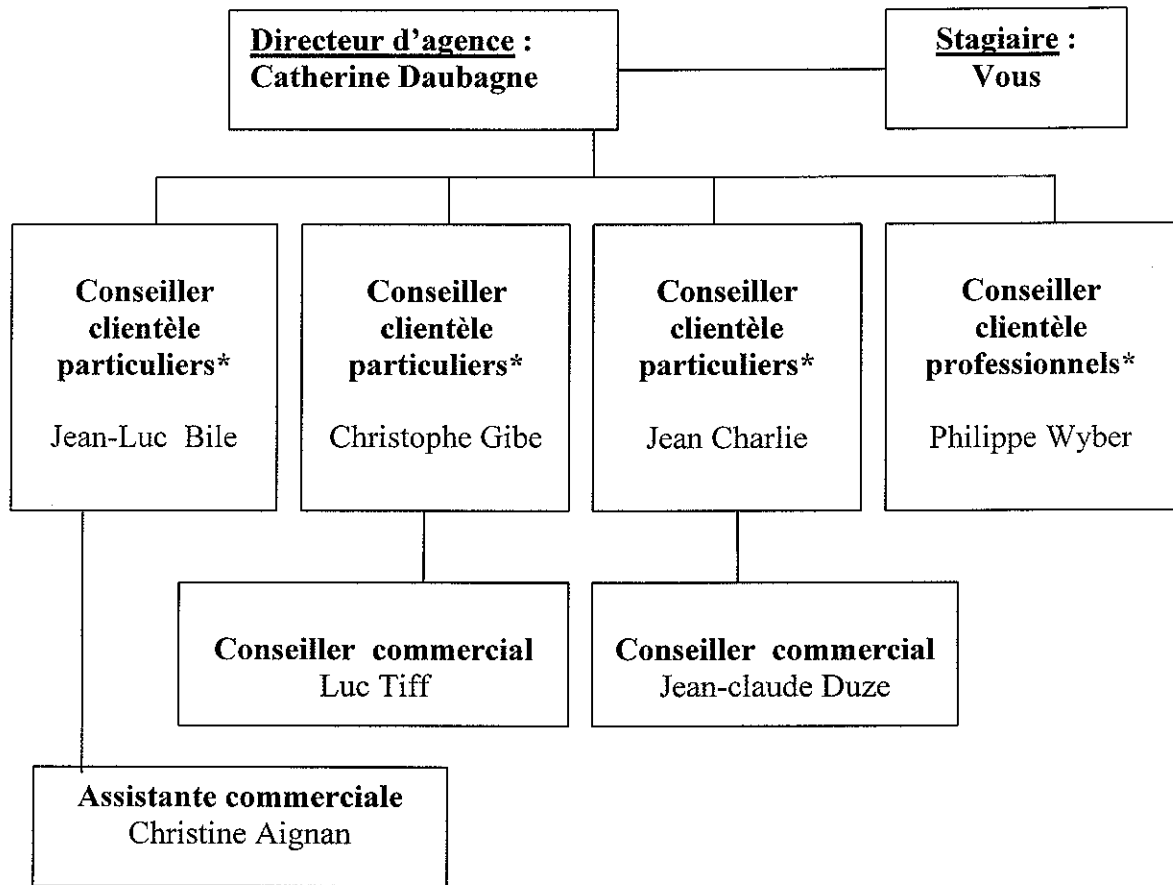 Directeur d'agence :
Catherine Daubagne
Stagiaire :
Vous
Conseiller
clientèle
particuliers*
Jean-Luc Bile
Conseiller
clientèle
particuliers*
Christophe Gibe
Conseiller
clientèle
particuliers*
Jean Charlie
Conseiller
clientèle
professionnels*
Philippe Wyber
Conseiller commercial
Luc Tiff
Conseiller commercial
Jean-claude Duze
Assistante commerciale
Christine Aignan